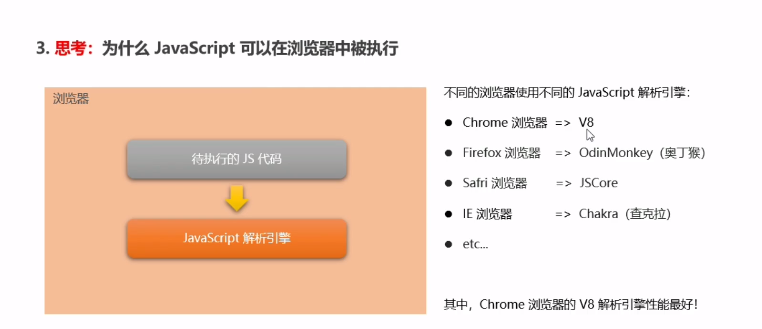 3. 思考：为什么 JavaScript 可以在浏览器中被执行
浏览器
待执行的 JS 代码
JavaScript 解析引擎
不同的浏览器使用不同的 JavaScript 解析引擎：
● Chrome 浏览器 => V8
● Firefox 浏览器 => OdinMonkey（奥丁猴）
● Safri 浏览器 => JSCore
● IE 浏览器 => Chakra（查克拉）
● etc...
其中，Chrome 浏览器的 V8 解析引擎性能最好！